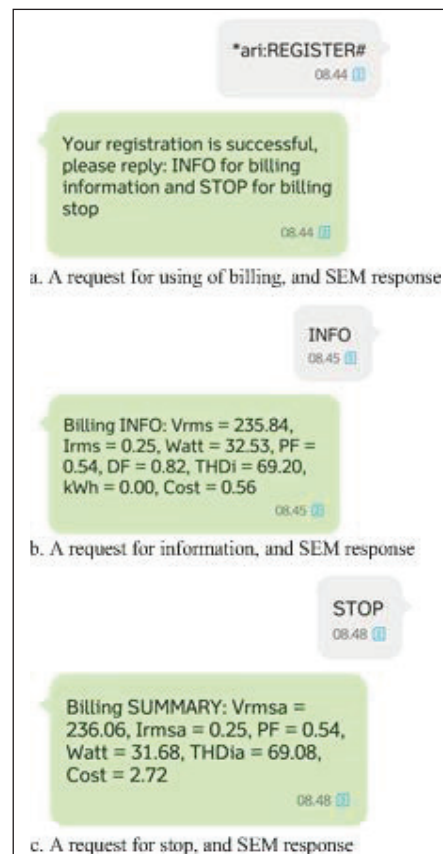 *ari:REGISTER#
08.44
Your registration is successful,
please reply: INFO for billing
information and STOP for billing
stop
08.44
a. A request for using of billing, and SEM response
INFO
08.45
Billing INFO: Vrms = 235.84,
Irms = 0.25, Watt = 32.53, PF =
0.54, DF = 0.82, THDi = 69.20,
kWh = 0.00, Cost = 0.56
08.45
b. A request for information, and SEM response
STOP
08.48
Billing SUMMARY: Vrmsa =
236.06, Irmsa = 0.25, PF = 0.54,
Watt = 31.68, THDia = 69.08,
Cost = 2.72
08.48
c. A request for stop, and SEM response